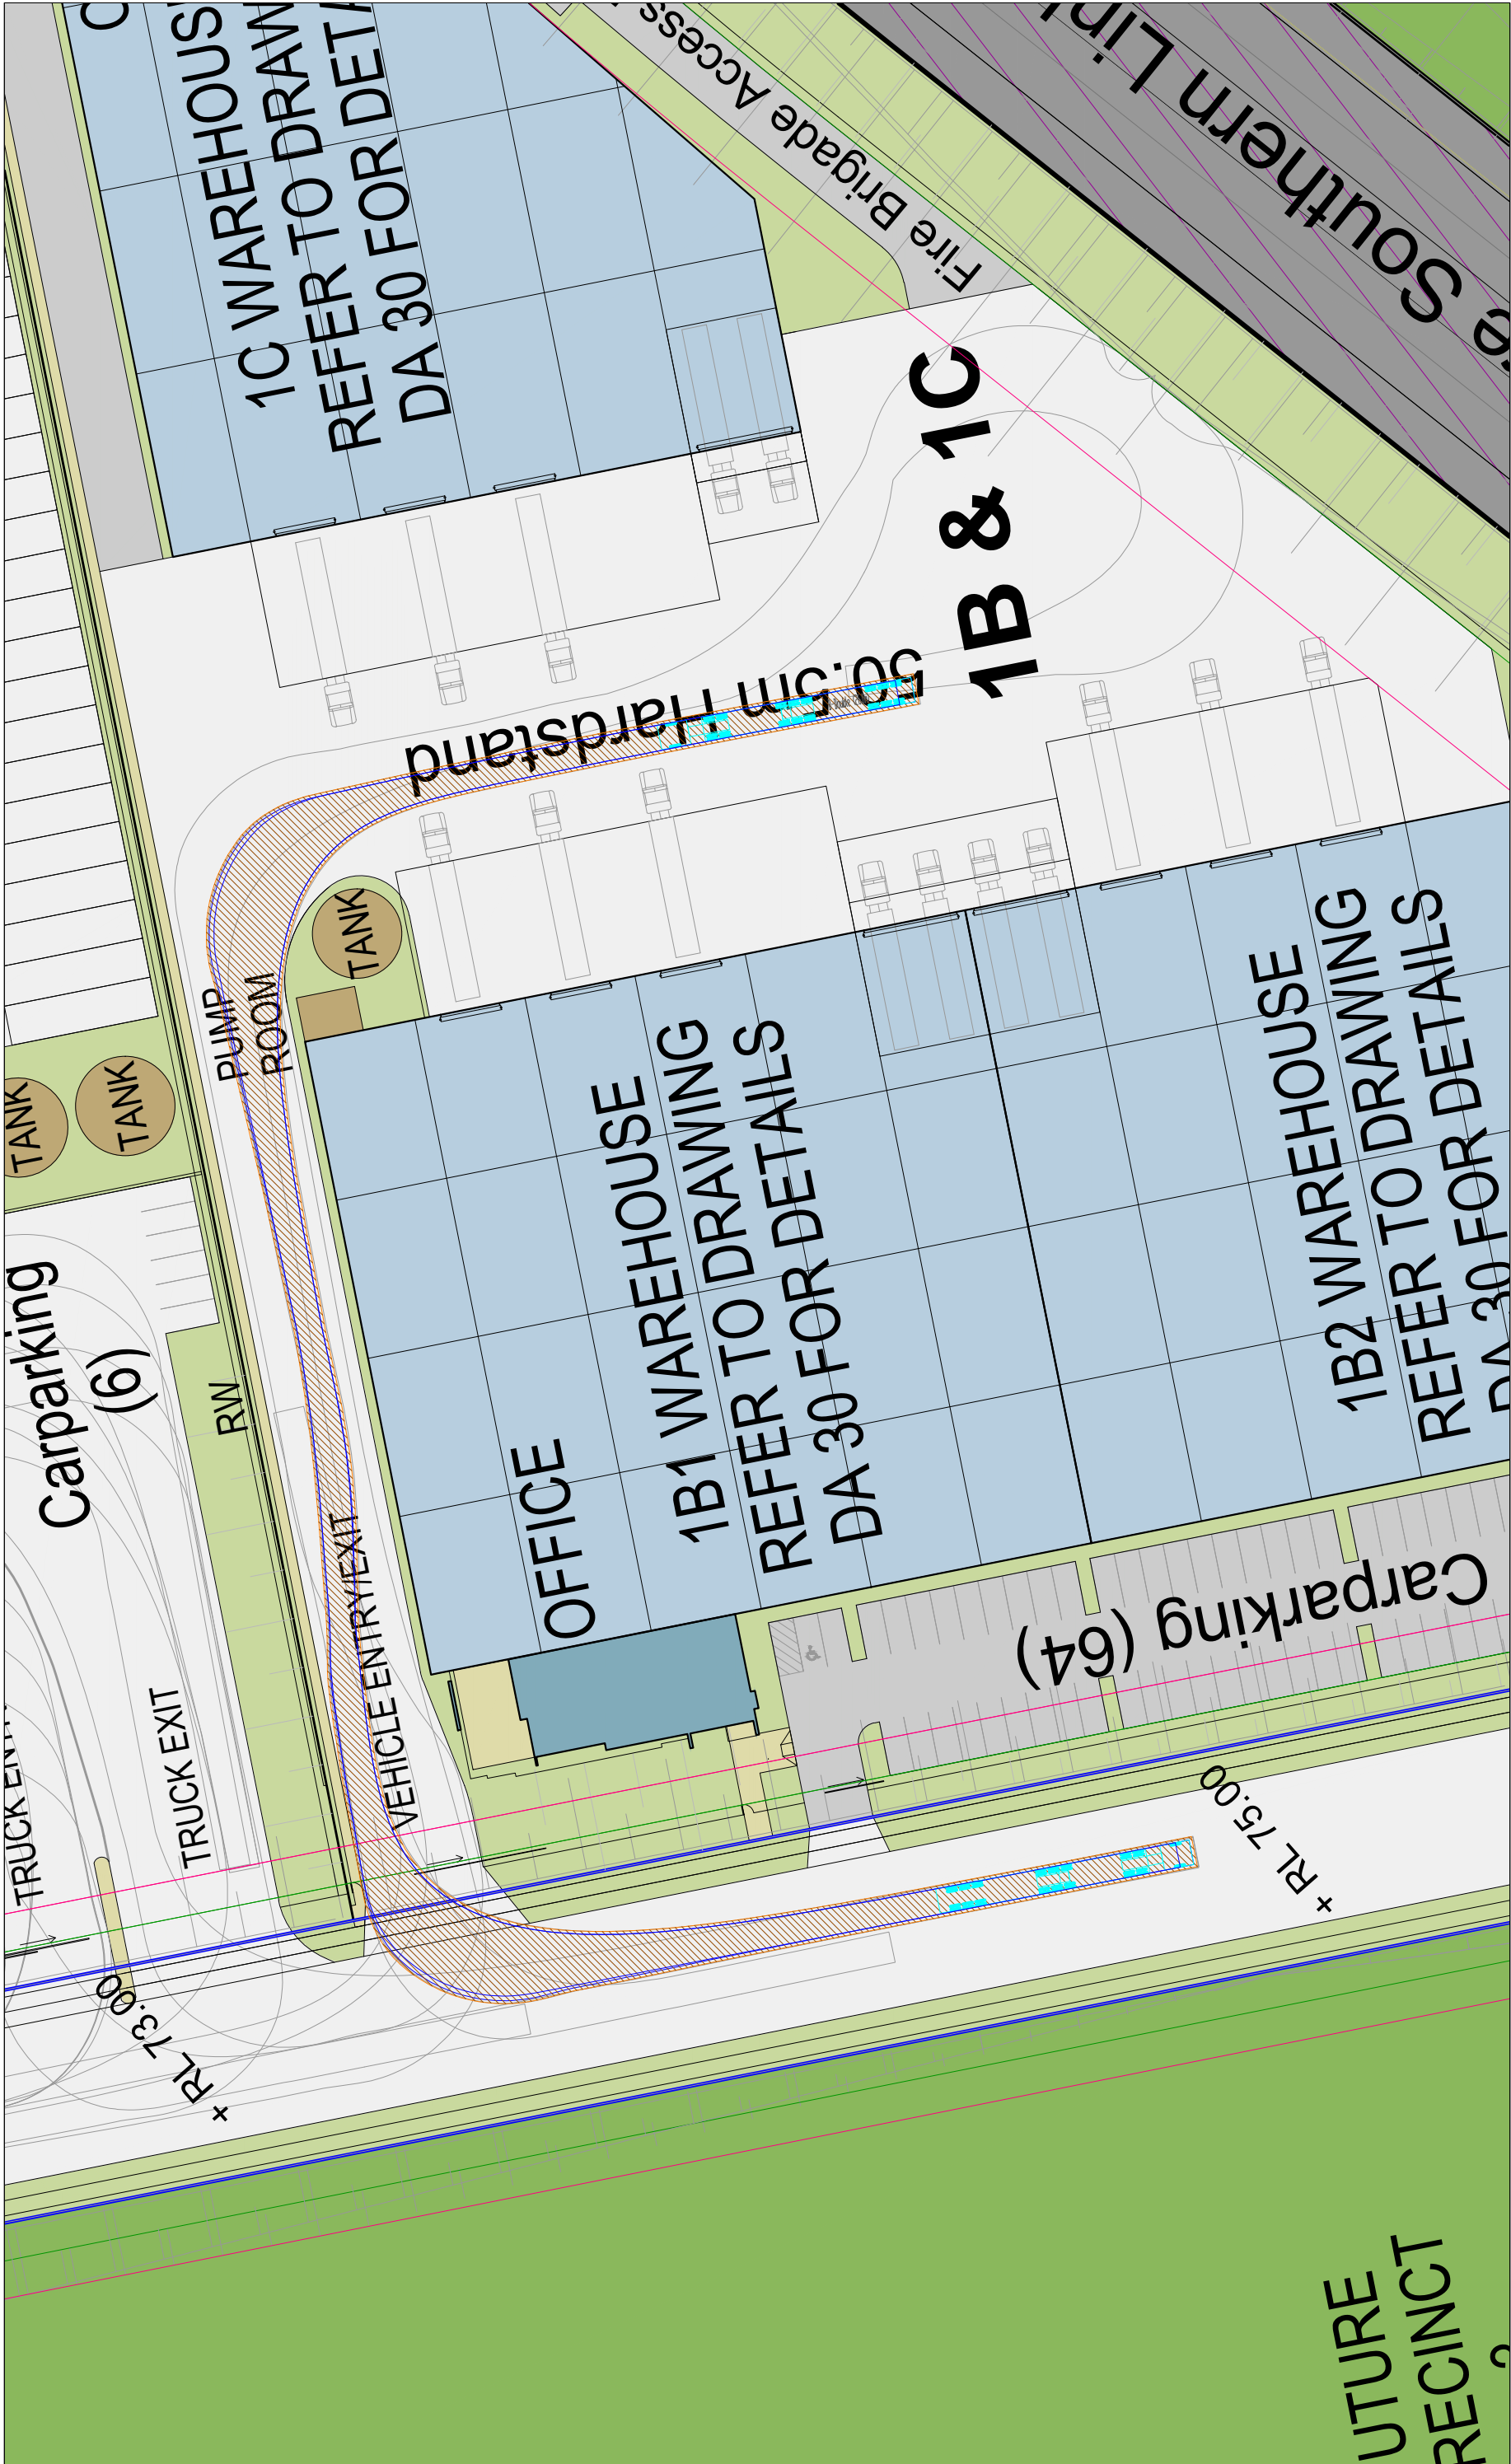 1C WAREHOUSE
REFER TO DRAW
DA 30 FOR DETA
Fire Brigade Access
Southern Lin
1B & 1C
50.5m Hardstand
TANK
PUMP
ROOM
TANK
TANK
Carparking
(6)
RW
OFFICE
1B1 WAREHOUSE
REFER TO DRAWING
DA 30 FOR DETAILS
1B2 WAREHOUSE
REFER TO DRAWING
DA 30 FOR DETAILS
VEHICLE ENTRY/EXIT
TRUCK EXIT
TRUCK ENT
Carparking (64)
+ RL 75.00
+ RL 73.00
UTURE
RECINCT